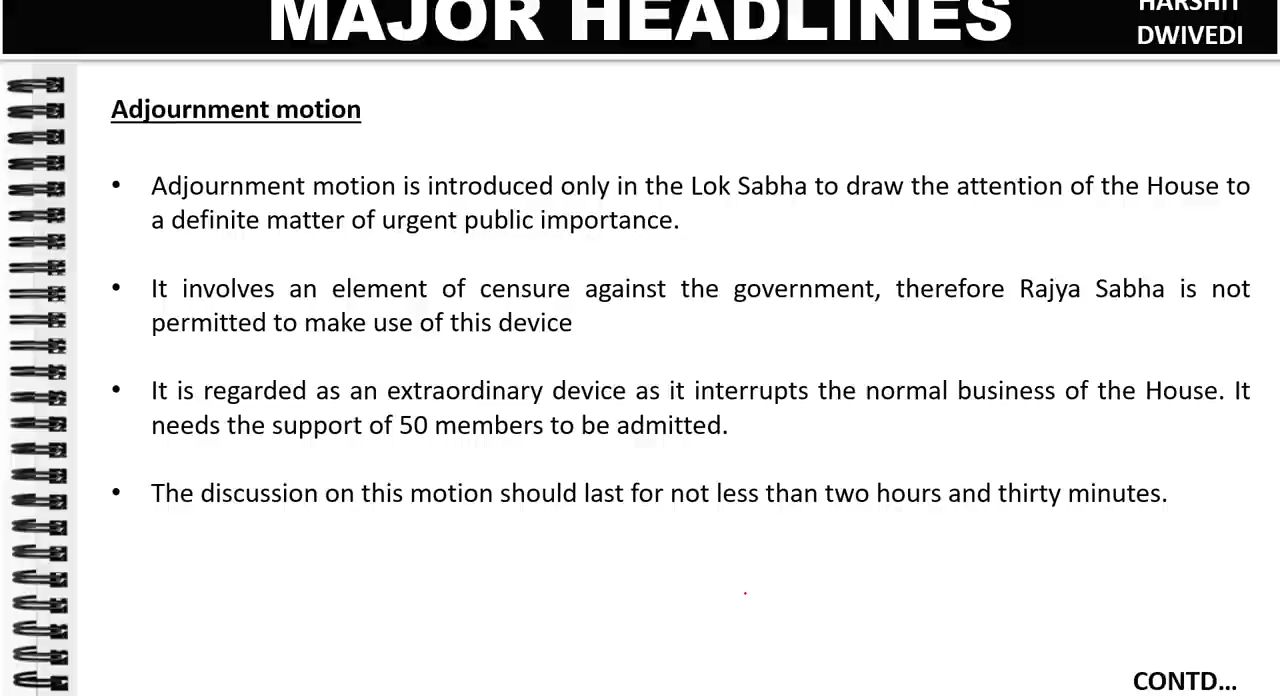 MAJOR HEADLINES
HARSHIT
DWIVEDI
Adjournment motion
• Adjournment motion is introduced only in the Lok Sabha to draw the attention of the House to
a definite matter of urgent public importance.
• It involves an element of censure against the government, therefore Rajya Sabha is not
permitted to make use of this device
• It is regarded as an extraordinary device as it interrupts the normal business of the House. It
needs the support of 50 members to be admitted.
• The discussion on this motion should last for not less than two hours and thirty minutes.
CONTD...